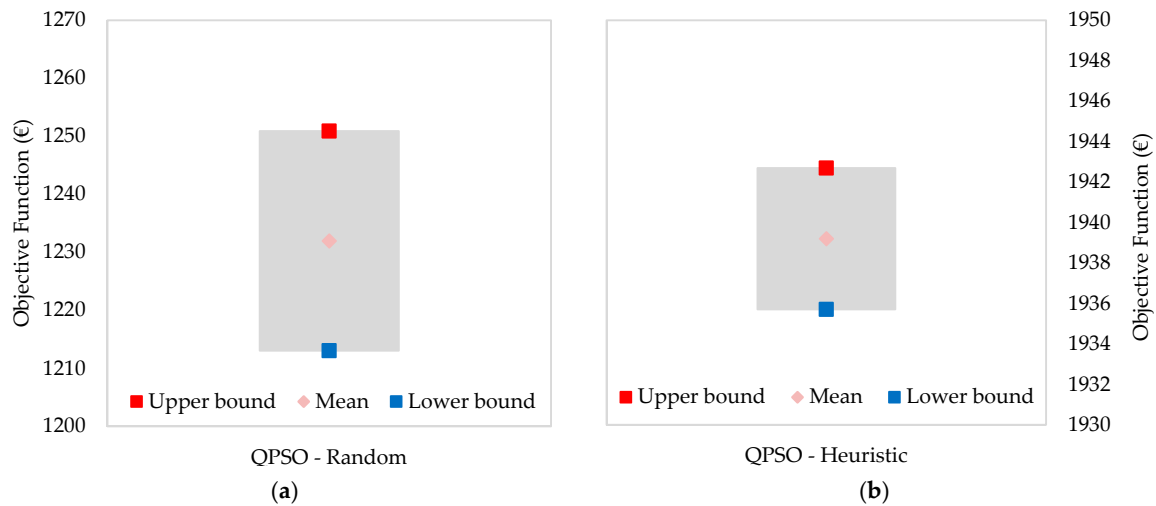 Objective Function (€)
1270
1260
1250
1240
1230
1220
1210
1200
Upper bound Mean Lower bound
QPSO - Random
(a)
1950
1948
1946
1944
1942
1940
1938
1936
1934
1932
1930
Objective Function (€)
Upper bound Mean Lower bound
QPSO - Heuristic
(b)